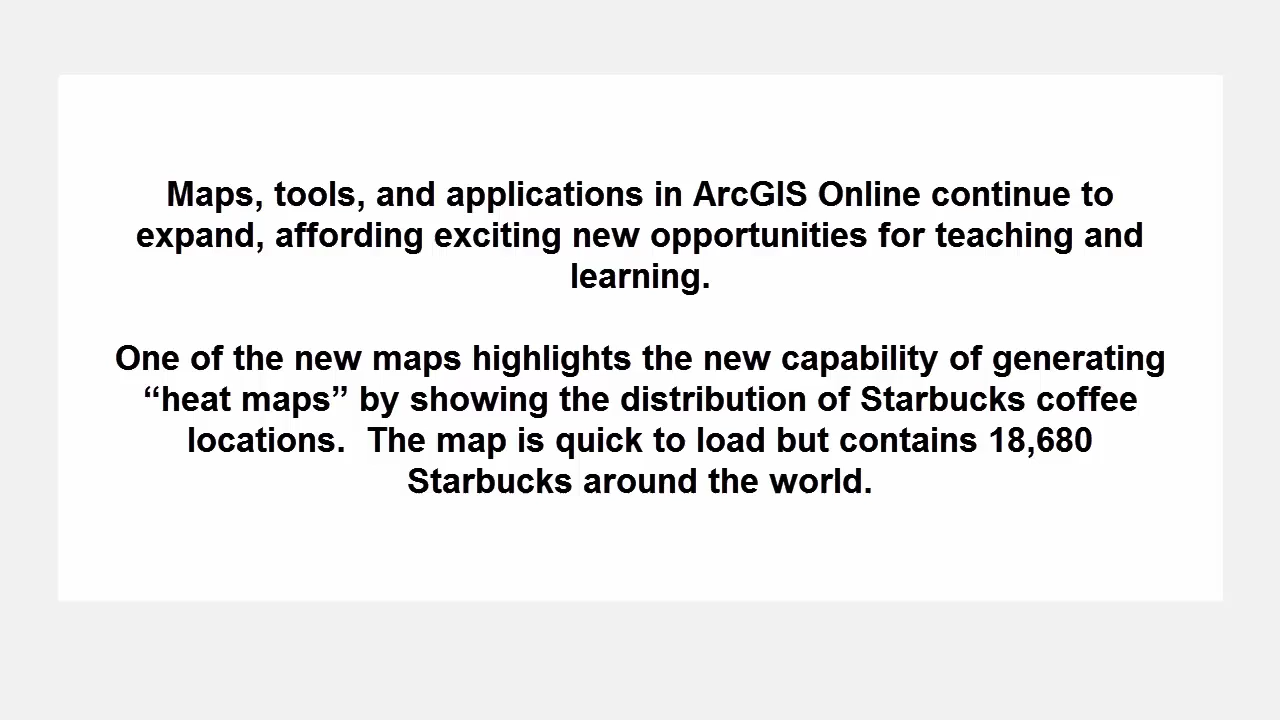 Maps, tools, and applications in ArcGIS Online continue to
expand, affording exciting new opportunities for teaching and
learning.
One of the new maps highlights the new capability of generating
“heat maps” by showing the distribution of Starbucks coffee
locations.  The map is quick to load but contains 18,680
Starbucks around the world.